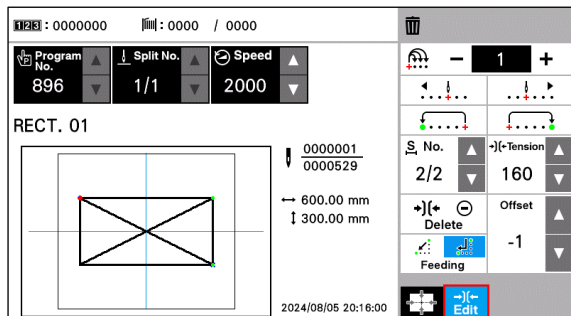 123 : 0000000 : 0000 / 0000
Program No. Split No. Speed
896 1/1 2000
RECT. 01
0000001
0000529
600.00 mm
300.00 mm
2024/08/05 20:16:00
− 1 +
S No. Tension
2/2 160
Delete Offset
-1
Feeding
Edit